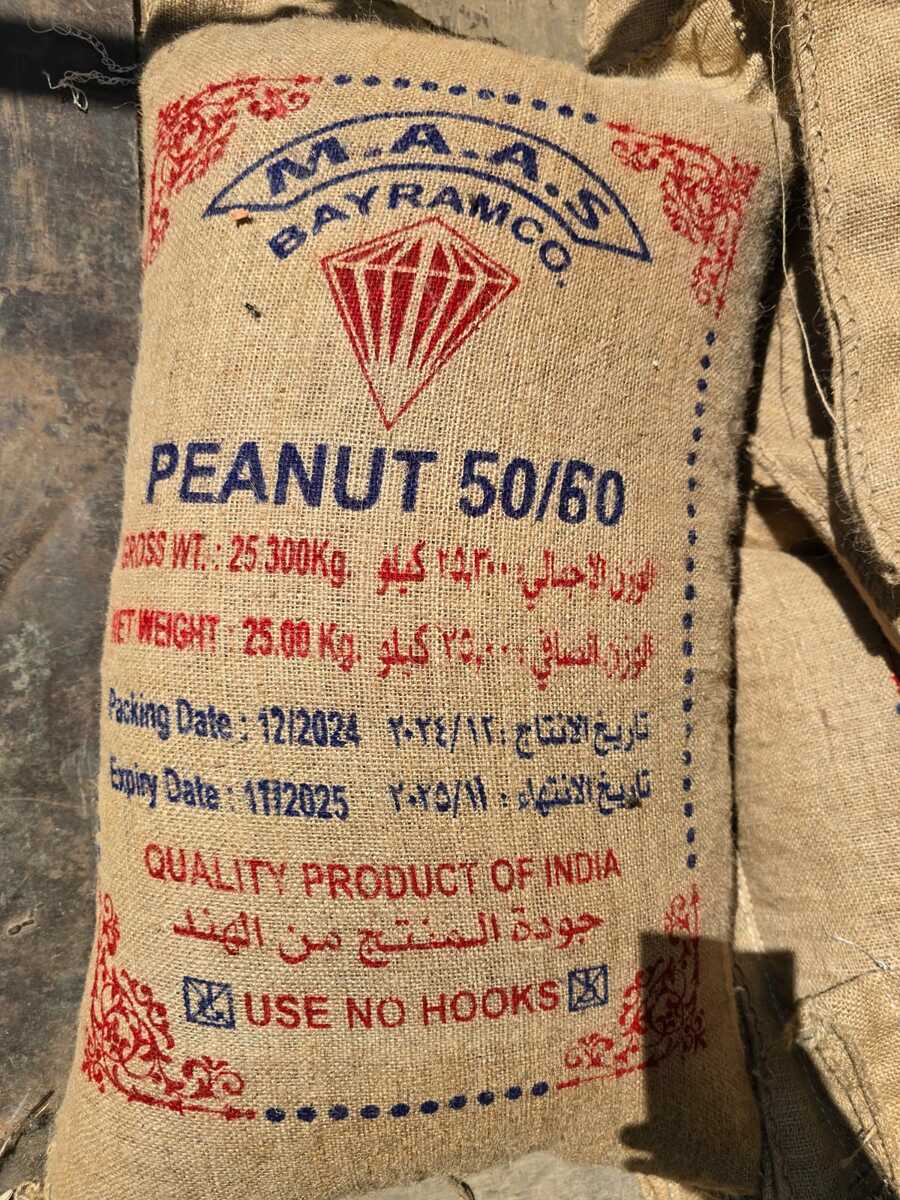 M.A.A.S
BAYRAMCO.
PEANUT 50/60
GROSS WT. : 25.300Kg. الوزن الاجمالي : ٢٥,٣٠٠ كيلو
NET WEIGHT : 25.00 Kg. الوزن الصافي : ٢٥,٠٠ كيلو
Packing Date : 12/2024 تاريخ الانتاج : ٢٠٢٤/١٢
Expiry Date : 11/2025 تاريخ الانتهاء : ٢٠٢٥/١١
QUALITY PRODUCT OF INDIA
جودة المنتج من الهند
USE NO HOOKS